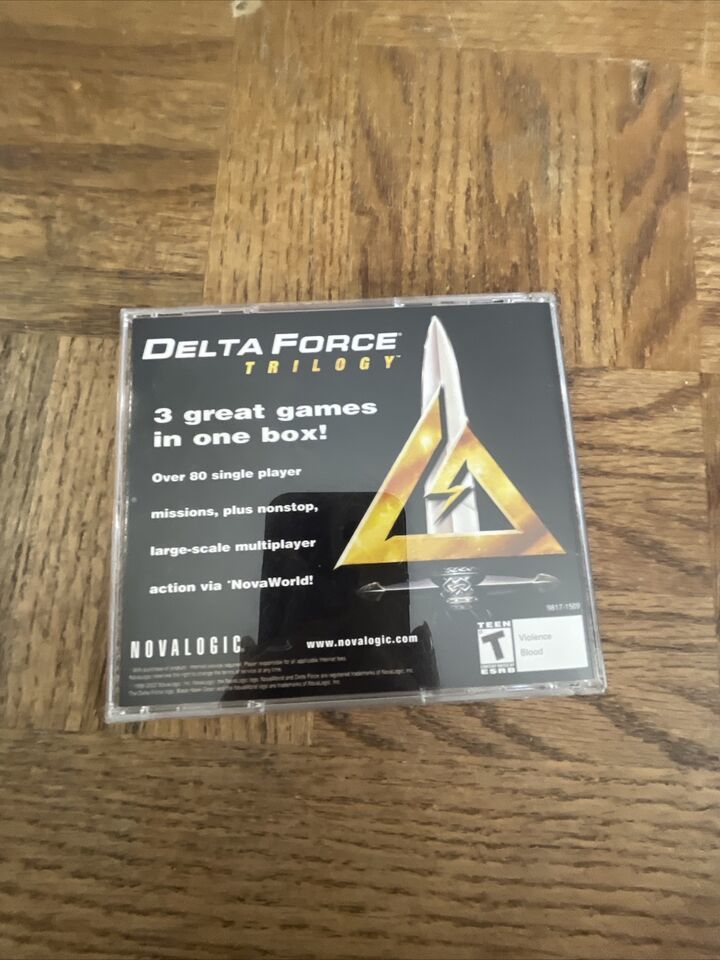 DELTA FORCE®
TRILOGY™
3 great games
in one box!
Over 80 single player
missions, plus nonstop,
large-scale multiplayer
action via *NovaWorld!
9817-1509
NOVALOGIC
www.novalogic.com
TEEN
T
ESRB
Violence
Blood